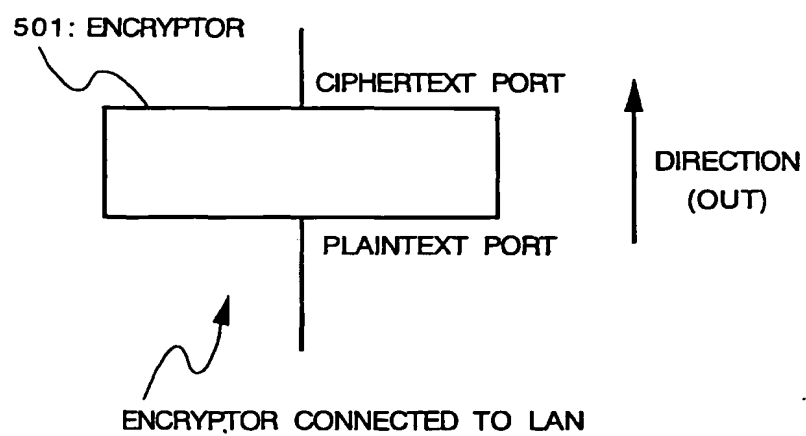 501: ENCRYPTOR
CIPHERTEXT PORT
DIRECTION
(OUT)
PLAINTEXT PORT
ENCRYPTOR CONNECTED TO LAN